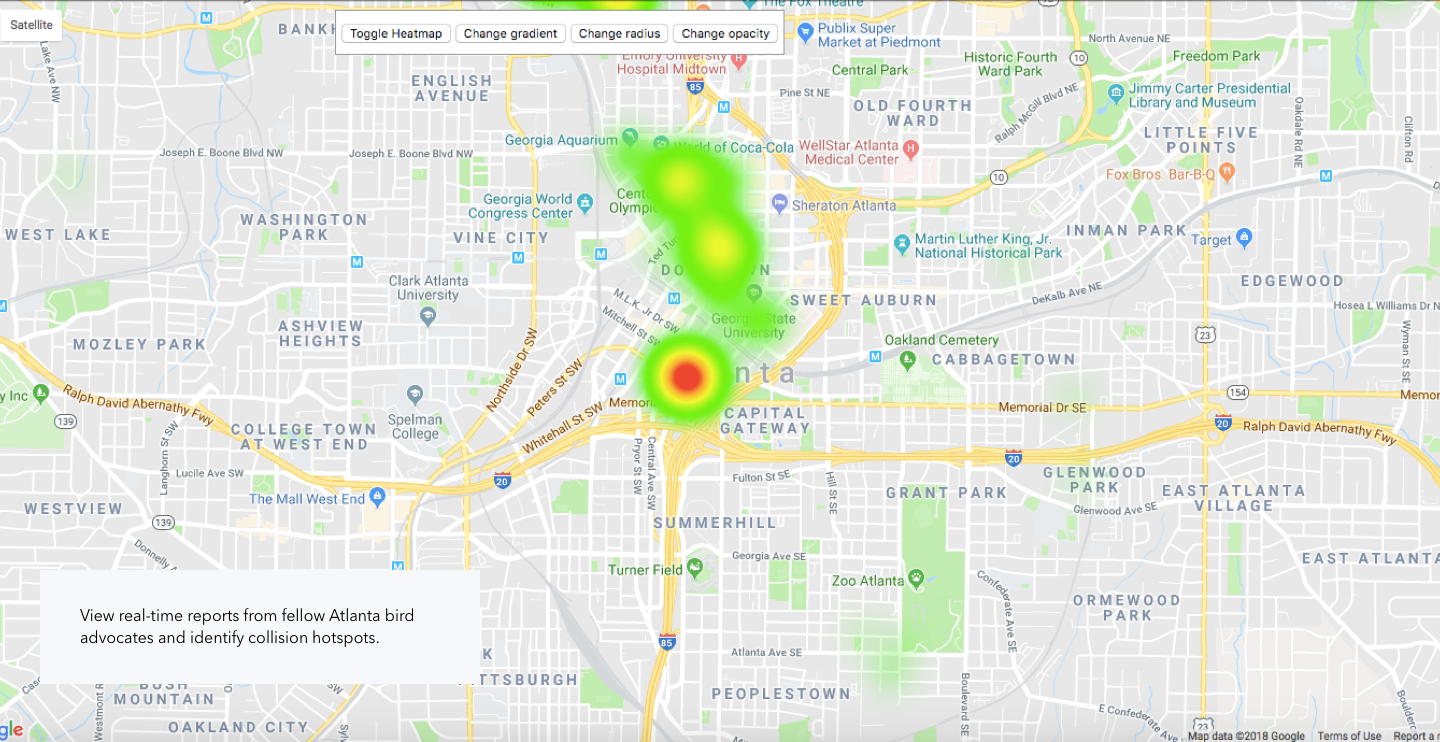 Satellite
Toggle Heatmap
Change gradient
Change radius
Change opacity
The Fox Theatre
BANKH
Publix Super
Market at Piedmont
North Avenue NE
Emory University
Hospital Midtown
Central Park
Historic Fourth
Ward Park
10
Freedom Park
Lake Ave NW
ENGLISH
AVENUE
85
Pine St NE
OLD FOURTH
WARD
Ralph McGill Blvd NE
Jimmy Carter Presidential
Library and Museum
Oakdale Rd NE
Clifton Rd
LITTLE FIVE
POINTS
Georgia Aquarium
World of Coca-Cola
WellStar Atlanta
Medical Center
Joseph E. Boone Blvd NW
Joseph E. Boone Blvd NW
10
Fox Bros. Bar-B-Q
Georgia World
Congress Center
Cent
Olympic
Sheraton Atlanta
WASHINGTON
PARK
VINE CITY
WEST LAKE
INMAN PARK
Target
Martin Luther King, Jr.
National Historical Park
Ted Tur
DO
WN
Clark Atlanta
University
M.L.K. Jr Dr SW
Mitchell St SW
SWEET AUBURN
DeKalb Ave NE
EDGEWOOD
Hosea L Williams Dr N
Georgia State
University
ASHVIEW
HEIGHTS
MOZLEY PARK
Northside Dr SW
Peters St SW
Oakland Cemetery
CABBAGETOWN
23
Wyman St SE
nta
y Inc
Ralph David Abernathy Fwy
139
Spelman
College
Whitehall St SW
Memor
CAPITAL
GATEWAY
Memorial Dr SE
154
Memor
20
Ralph David Abernathy Fwy
COLLEGE TOWN
AT WEST END
Langhorn St SW
Lucile Ave SW
20
Pryor St SW
Central Ave SW
Fulton St SE
Hill St SE
20
GLENWOOD
PARK
The Mall West End
GRANT PARK
EAST ATLANTA
VILLAGE
WESTVIEW
139
Glenwood Ave SE
SUMMERHILL
Donnelly A
Georgia Ave SE
Turner Field
Zoo Atlanta
Confederate Ave SE
EAST ATLANTA
ORMEWOOD
PARK
View real-time reports from fellow Atlanta bird
advocates and identify collision hotspots.
85
Atlanta Ave SE
K
TTSBURGH
BUSH
MOUNTAIN
PEOPLESTOWN
Boulevard SE
Westmont R
OAKLAND CITY
E Confederate Ave
23
gle
Map data ©2018 Google
Terms of Use
Report a